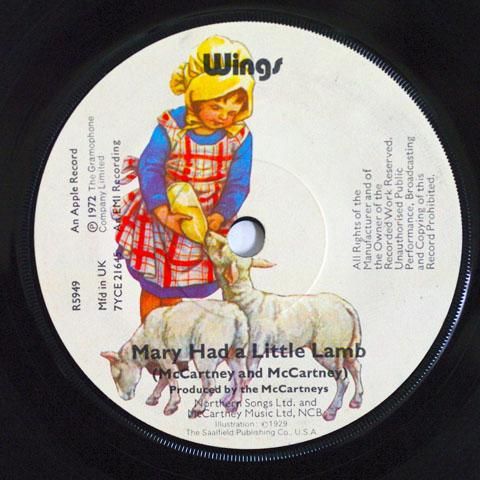 Wings
An Apple Record
℗ 1972 The Gramophone
Company Limited
R5949
Mfd in UK An EMI Recording
7YCE 21645
All Rights of the
Manufacturer and of
the Owner of the
Recorded Work Reserved.
Unauthorised Public
Performance, Broadcasting
and Copying of this
Record Prohibited.
Mary Had a Little Lamb
(McCartney and McCartney)
Produced by the McCartneys
Northern Songs Ltd. and
McCartney Music Ltd, NCB
Illustration: ©1929
The Saalfield Publishing Co., U.S.A.